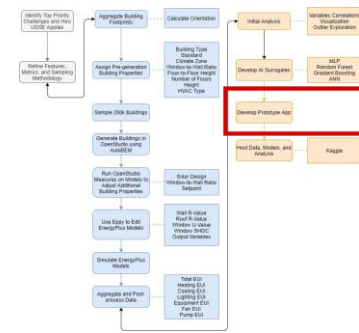 Identify Top Priority
Challenges and How
UDSE Applies
Refine Features,
Metrics, and Sampling
Methodology
Aggregate Building
Footprints
Calculate Orientation
Assign Pre-generation
Building Properties
Building Type
Standard
Climate Zone
Window-to-Wall Ratio
Floor-to-Floor Height
Number of Floors
Height
HVAC Type
Sample 200k Buildings
Generate Buildings in
OpenStudio using
AutoBEM
Run OpenStudio
Measures on Models to
Adjust Additional
Building Properties
Solar Design
Window-to-Wall Ratio
Setpoint
Use Eppy to Edit
EnergyPlus Models
Wall R-Value
Roof R-Value
Window U-Value
Window SHGC
Output Variables
Simulate EnergyPlus
Models
Aggregate and Post-
process Data
Total EUI
Heating EUI
Cooling EUI
Lighting EUI
Equipment EUI
Fan EUI
Pump EUI
Initial Analysis
Variables Correlations
Visualization
Outlier Exploration
Develop AI Surrogates
MLP
Random Forest
Gradient Boosting
ANN
Develop Prototype App
Host Data, Models, and
Analysis
Kaggle